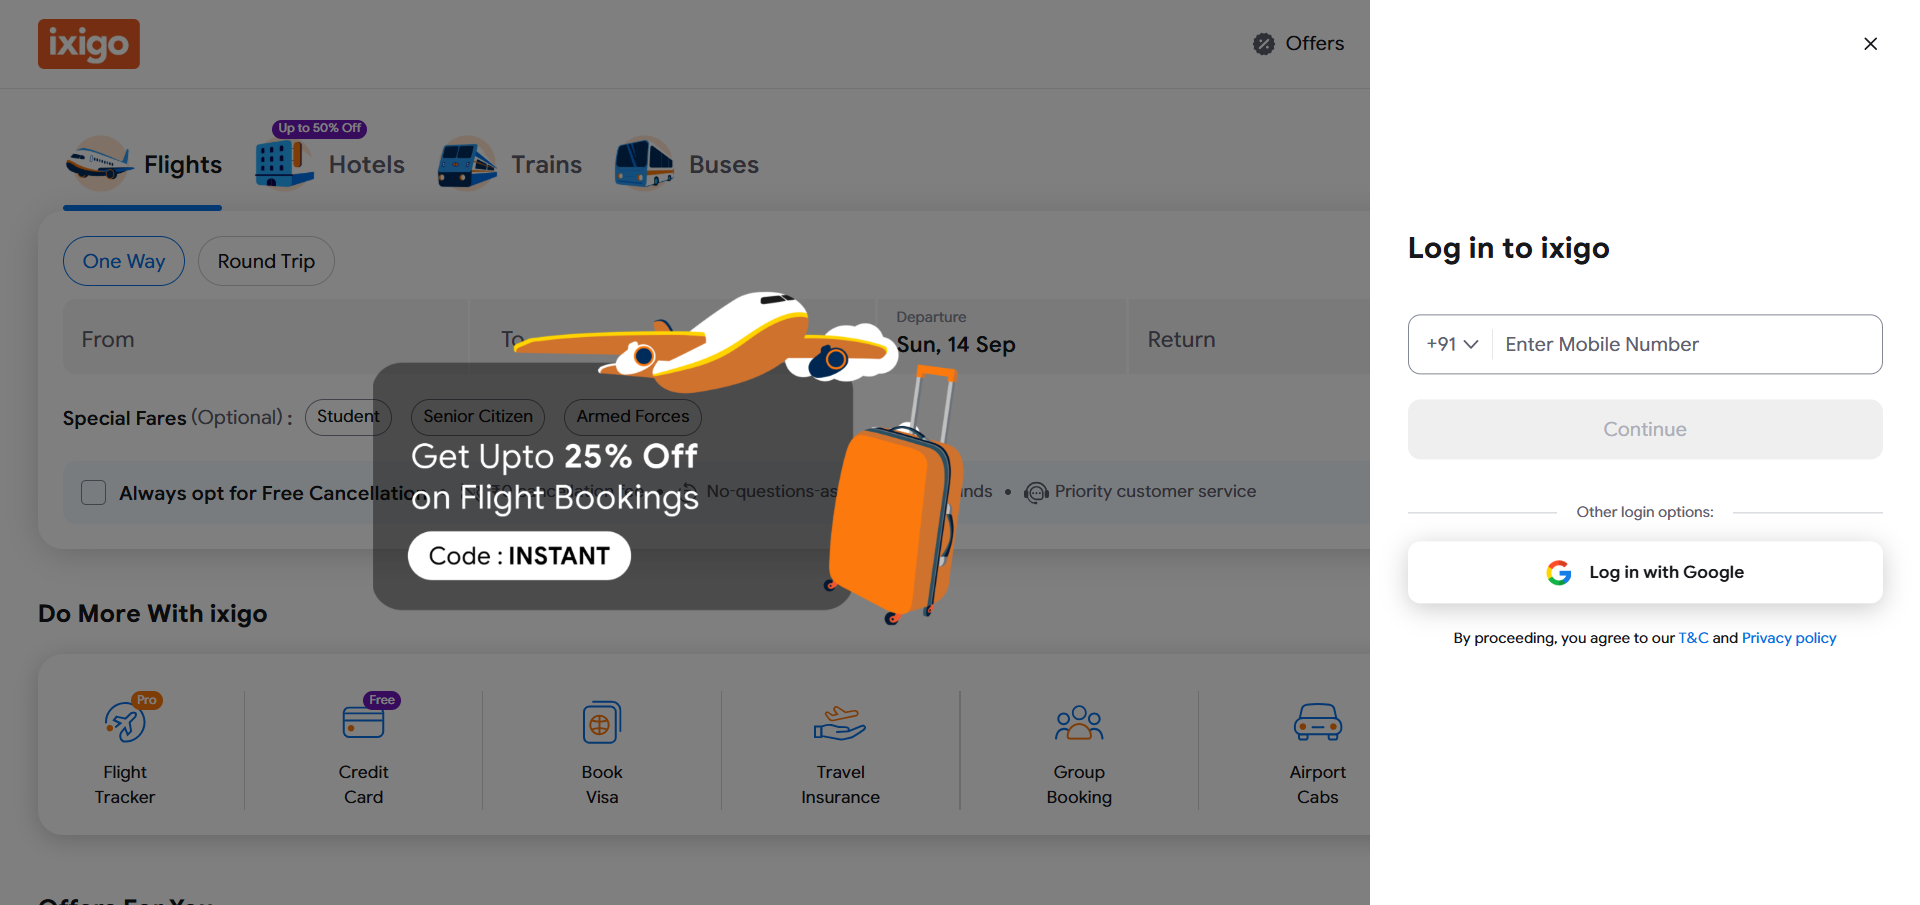 ixigo
Offers
Up to 50% Off
Flights
Hotels
Trains
Buses
One Way
Round Trip
From
To
Departure
Sun, 14 Sep
Return
Special Fares (Optional) :
Student
Senior Citizen
Armed Forces
Always opt for Free Cancellation
No-questions-as
nds • Priority customer service
Get Upto 25% Off
on Flight Bookings
Code : INSTANT
Do More With ixigo
Pro
Flight
Tracker
Free
Credit
Card
Book
Visa
Travel
Insurance
Group
Booking
Airport
Cabs
Offers For You
Log in to ixigo
+91
Enter Mobile Number
Continue
Other login options:
Log in with Google
By proceeding, you agree to our T&C and Privacy policy